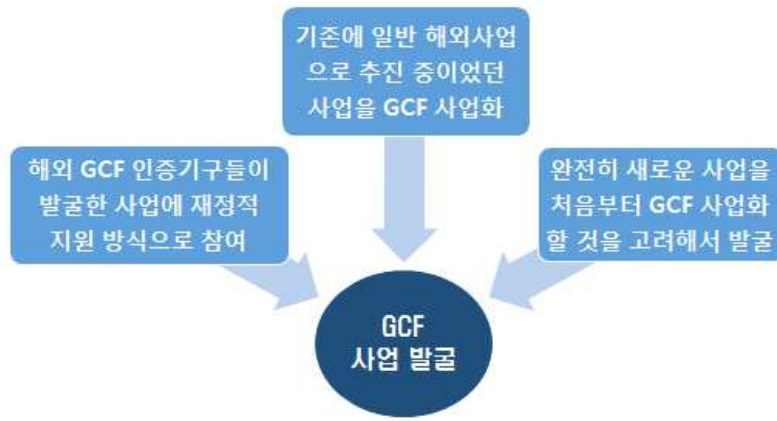 기존에 일반 해외사업
으로 추진 중이었던
사업을 GCF 사업화
해외 GCF 인증기구들이
발굴한 사업에 재정적
지원 방식으로 참여
완전히 새로운 사업을
처음부터 GCF 사업화
할 것을 고려해서 발굴
GCF
사업 발굴